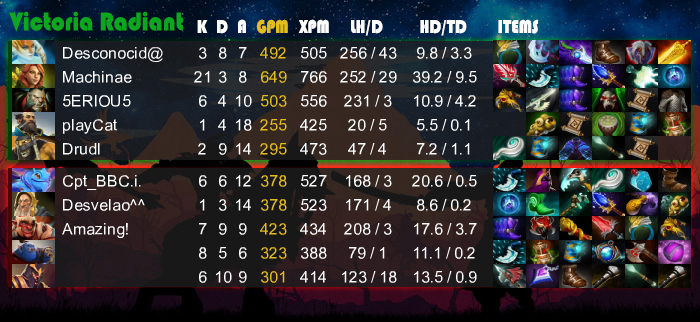 Victoria Radiant K D A GPM XPM LH/D HD/TD ITEMS
Desconocid@ 3 8 7 492 505 256 / 43 9.8 / 3.3
Machinae 21 3 8 649 766 252 / 29 39.2 / 9.5
5ERIOU5 6 4 10 503 556 231 / 3 10.9 / 4.2
playCat 1 4 18 255 425 20 / 5 5.5 / 0.1
Drudl 2 9 14 295 473 47 / 4 7.2 / 1.1
Cpt_BBC.i. 6 6 12 378 527 168 / 3 20.6 / 0.5
Desvelao^^ 1 3 14 378 523 171 / 4 8.6 / 0.2
Amazing! 7 9 9 423 434 208 / 3 17.6 / 3.7
8 5 6 323 388 79 / 1 11.1 / 0.2
6 10 9 301 414 123 / 18 13.5 / 0.9